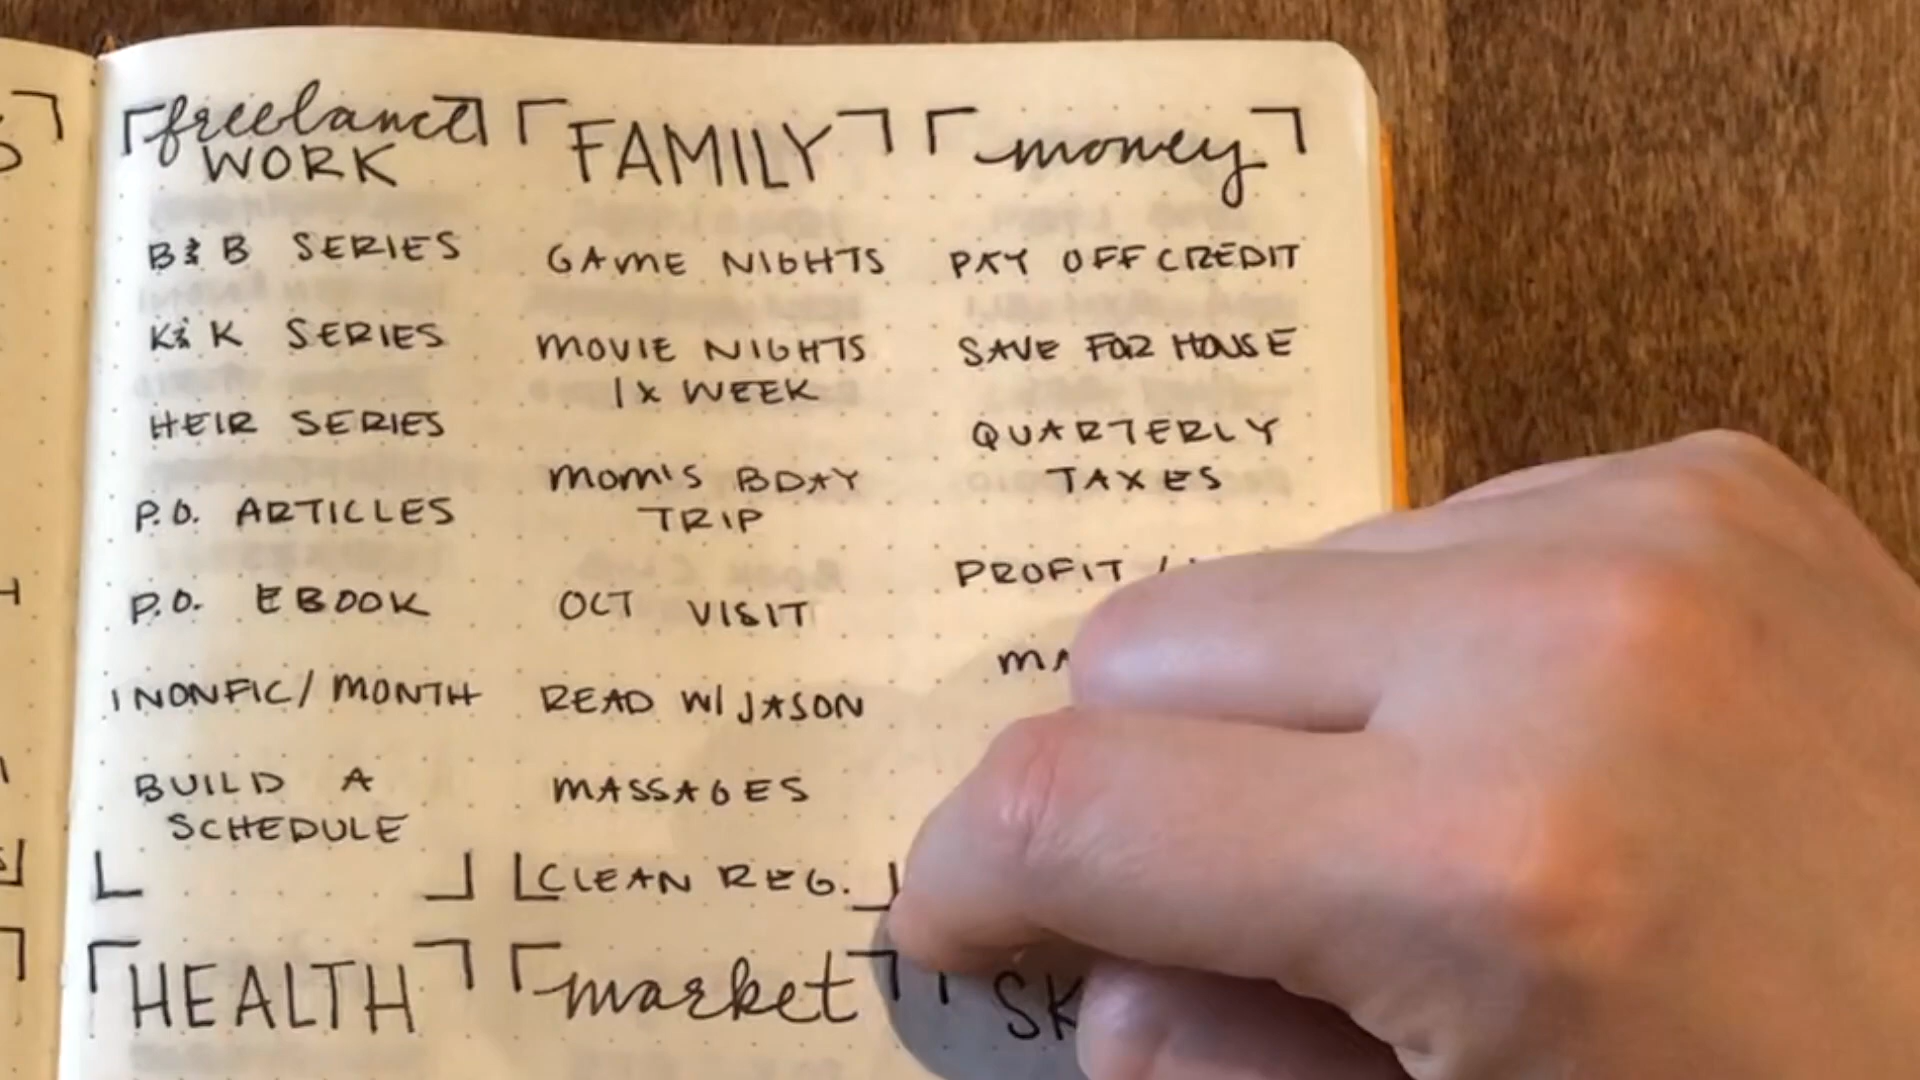 freelance
WORK
B&B SERIES
K&K SERIES
HEIR SERIES
P.O. ARTICLES
P.O. EBOOK
1 NONFIC/MONTH
BUILD A
SCHEDULE
FAMILY
GAME NIGHTS
MOVIE NIGHTS
1X WEEK
MOM'S BDAY
TRIP
OCT VISIT
READ W/ JASON
MASSAGES
CLEAN REG.
money
PAY OFF CREDIT
SAVE FOR HOUSE
QUARTERLY
TAXES
PROFIT /
HEALTH
market